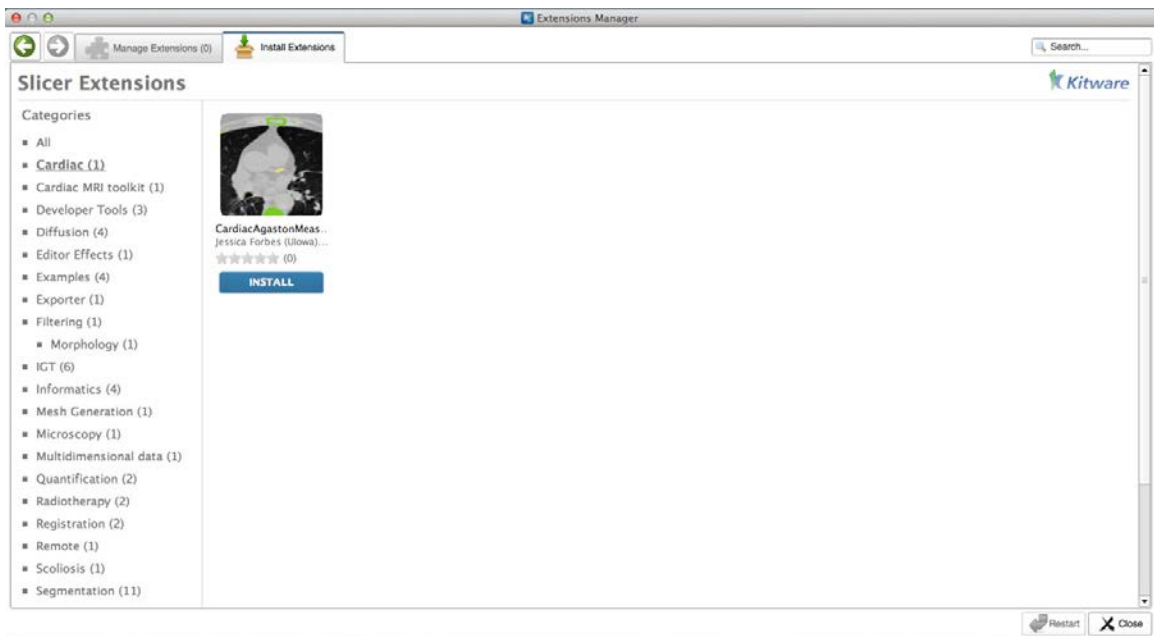 Extensions Manager
Manage Extensions (0)
Install Extensions
Search...
Slicer Extensions
Kitware
Categories
All
Cardiac (1)
Cardiac MRI toolkit (1)
Developer Tools (3)
Diffusion (4)
Editor Effects (1)
Examples (4)
Exporter (1)
Filtering (1)
Morphology (1)
IGT (6)
Informatics (4)
Mesh Generation (1)
Microscopy (1)
Multidimensional data (1)
Quantification (2)
Radiotherapy (2)
Registration (2)
Remote (1)
Scoliosis (1)
Segmentation (11)
CardiacAgastonMeas..
Jessica Forbes (UIowa)...
(0)
INSTALL
Restart
Close